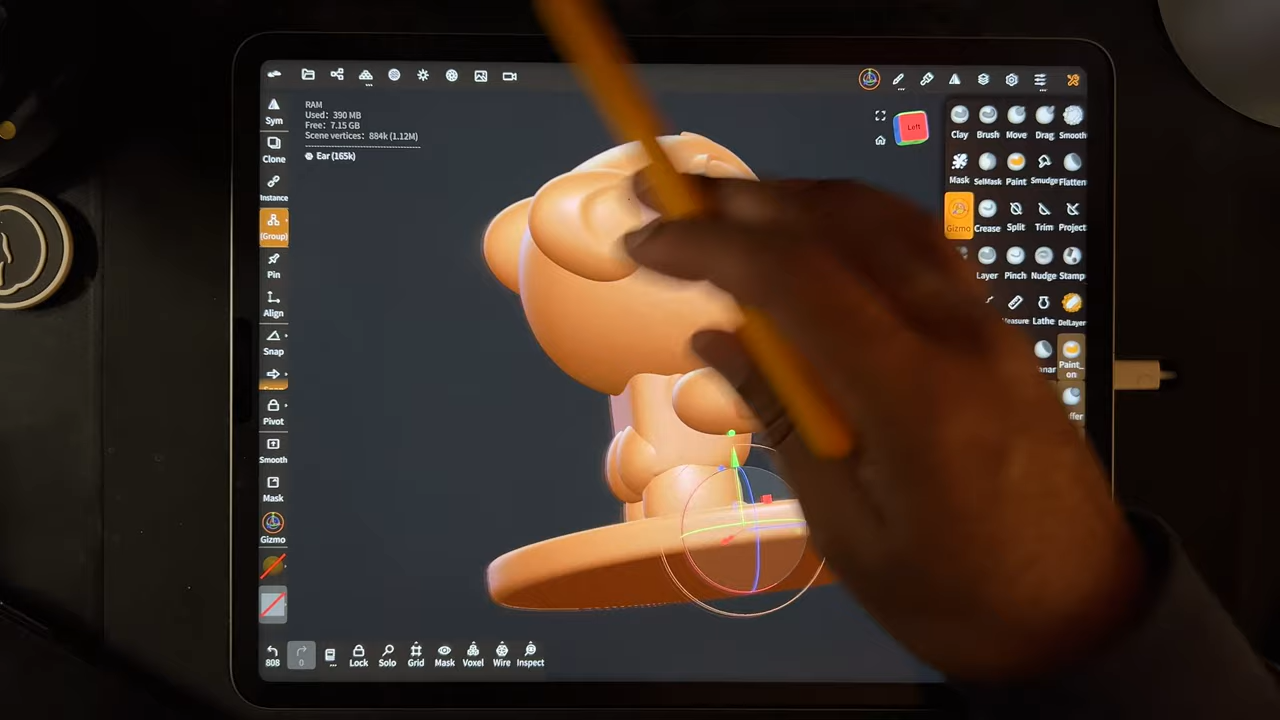 RAM
Used: 390 MB
Free: 7.15 GB
Scene vertices: 884k (1.12M)
Ear (165k)
Left
Sym
Clone
Instance
(Group)
Pin
Align
Snap
Pivot
Smooth
Mask
Gizmo
Clay Brush Move Drag Smooth
Mask SelMask Paint Smudge Flatten
Gizmo Crease Split Trim Project
Layer Pinch Nudge Stamp
Lathe DelLayer
Paint_
on
808 0 Lock Solo Grid Mask Voxel Wire Inspect